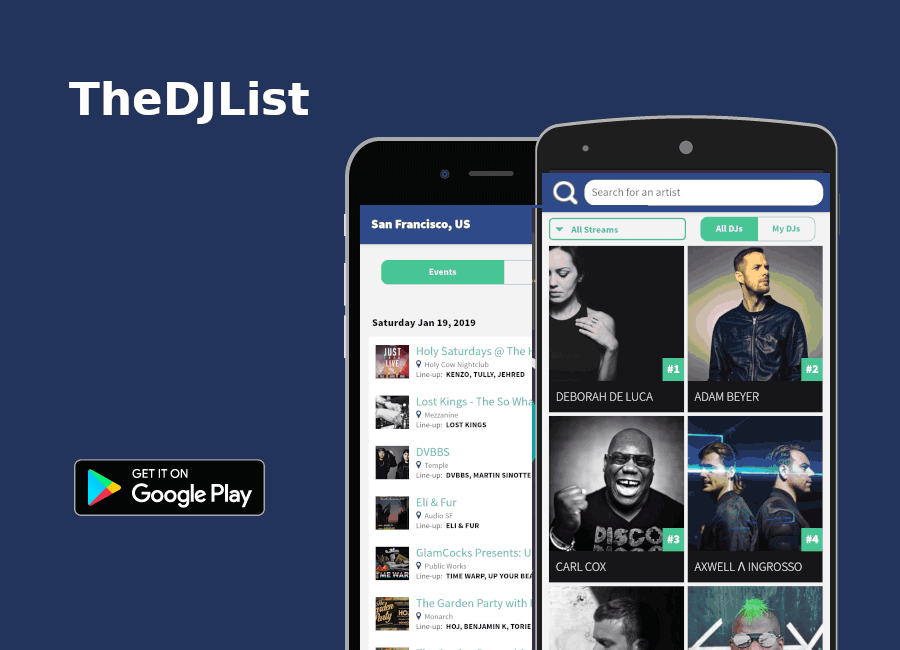 TheDJList
GET IT ON
Google Play
San Francisco, US
Events
Saturday Jan 19, 2019
JUST
LIVE
Holy Saturdays @ The H
Holy Cow Nightclub
Line-up: KENZO, TULLY, JEHRED
Lost Kings - The So Wha
Mezzanine
Line-up: LOST KINGS
DVBBS
Temple
Line-up: DVBBS, MARTIN SINOTTE
Eli & Fur
Audio SF
Line-up: ELI & FUR
GlamCocks Presents: U
Public Works
Line-up: TIME WARP, UP YOUR BEA
The Garden Party with
Monarch
Line-up: HOJ, BENJAMIN K, TORIE
Search for an artist
All Streams
All DJs
My DJs
#1
DEBORAH DE LUCA
#2
ADAM BEYER
DISCO
#3
CARL COX
#4
AXWELL Λ INGROSSO